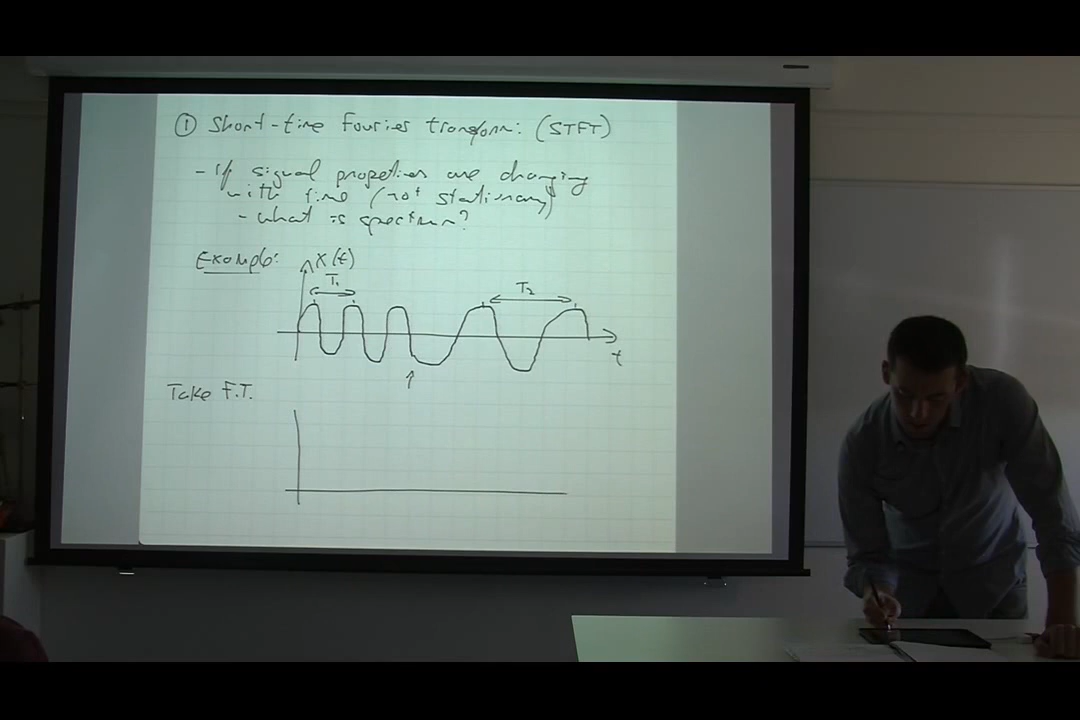 ① Short-time Fourier transform: (STFT)
- If signal properties are changing
with time (not stationary)
- what is spectrum?
Example:
x(t)
T₁
T₂
t
Take F.T.